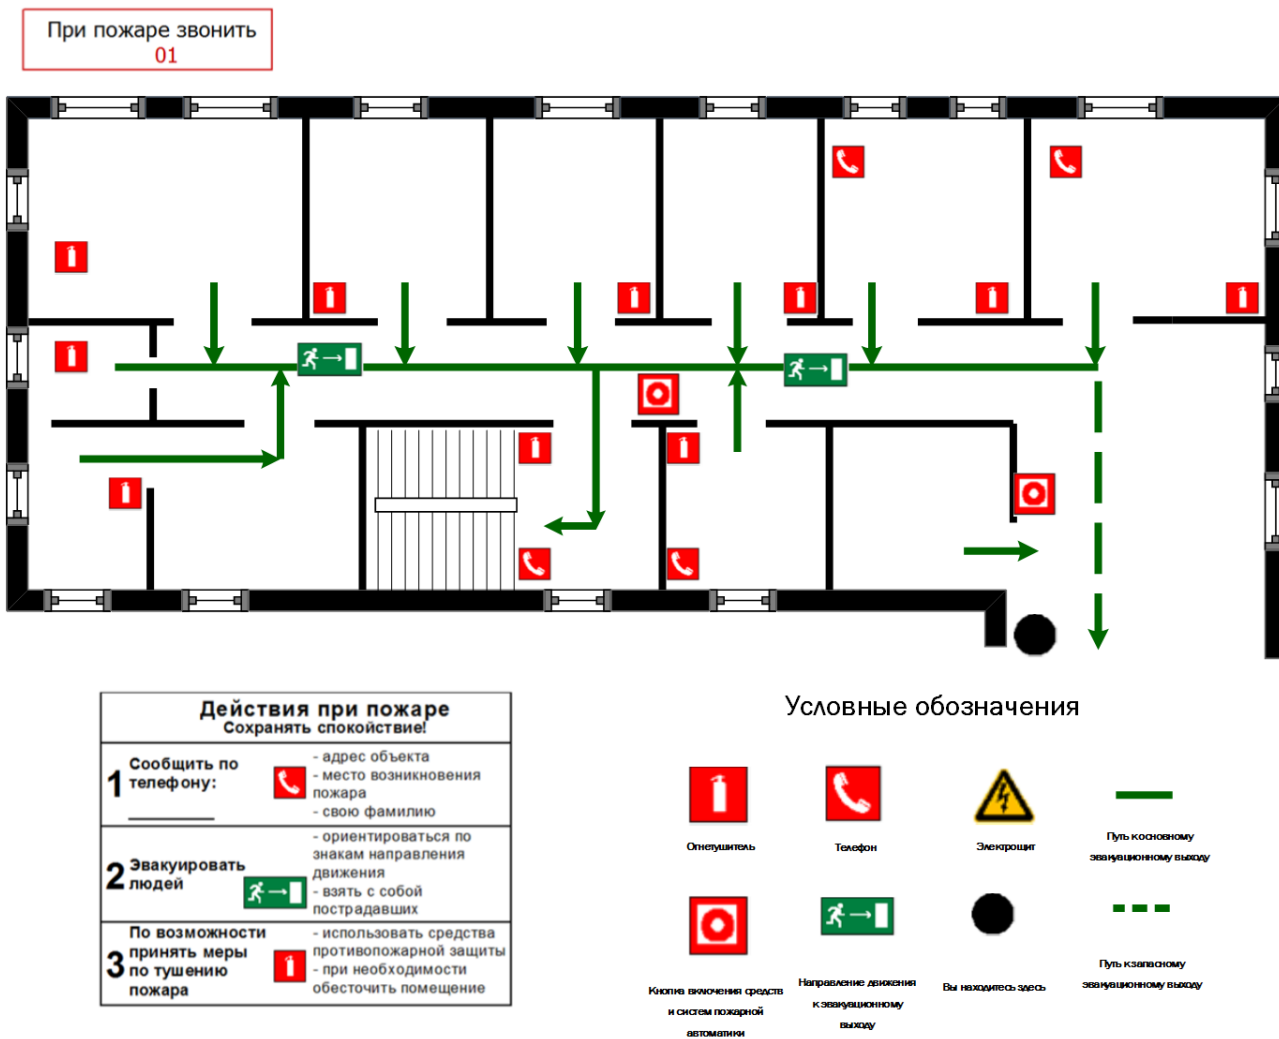 При пожаре звонить
01
Действия при пожаре
Сохранять спокойствие!
1 Сообщить по телефону:
- адрес объекта
- место возникновения
пожара
- свою фамилию
2 Эвакуировать
людей
- ориентироваться по
знакам направления
движения
- взять с собой
пострадавших
3 По возможности
принять меры
по тушению
пожара
- использовать средства
противопожарной защиты
- при необходимости
обесточить помещение
Условные обозначения
Огнетушитель
Телефон
Электрощит
Путь к основному
эвакуационному выходу
Кнопка включения средств
и систем пожарной
автоматики
Направление движения
к эвакуационному
выходу
Вы находитесь здесь
Путь к запасному
эвакуационному выходу